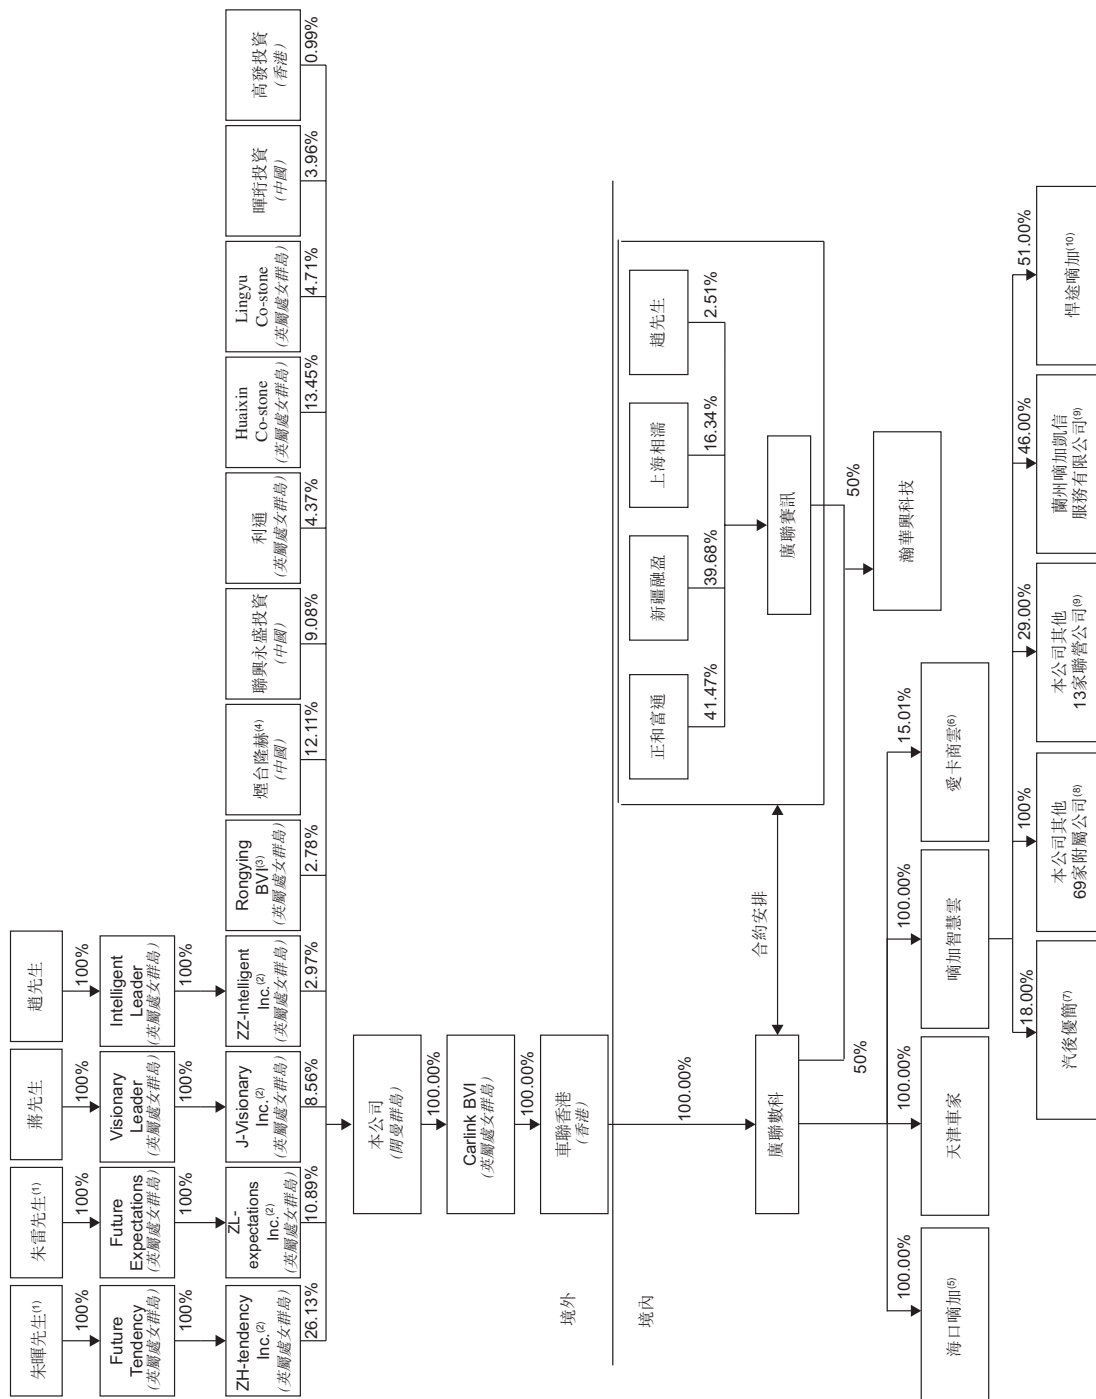 朱暉先生(1)
朱雷先生(1)
蔣先生
趙先生
100%
100%
100%
100%
Future
Tendency
(英屬處女群島)
Future
Expectations
(英屬處女群島)
Visionary
Leader
(英屬處女群島)
Intelligent
Leader
(英屬處女群島)
100%
100%
100%
100%
ZH-tendency
Inc.(2)
(英屬處女群島)
ZL-
expectations
Inc.(2)
(英屬處女群島)
J-Visionary
Inc.(2)
(英屬處女群島)
ZZ-Intelligent
Inc.(2)
(英屬處女群島)
Rongying
BVI(3)
(英屬處女群島)
煙台隆赫(4)
(中國)
聯興永盛投資
(中國)
利通
(英屬處女群島)
Huaixin
Co-stone
(英屬處女群島)
Lingyu
Co-stone
(英屬處女群島)
暉珩投資
(中國)
高發投資
(香港)
26.13%
10.89%
8.56%
2.97%
2.78%
12.11%
9.08%
4.37%
13.45%
4.71%
3.96%
0.99%
本公司
(開曼群島)
100.00%
Carlink BVI
(英屬處女群島)
100.00%
車聯香港
(香港)
境外
境內
100.00%
正和富通
新疆融盈
上海相濡
趙先生
41.47%
39.68%
16.34%
2.51%
廣聯數科
合約安排
廣聯賽訊
50%
50%
瀚華興科技
100.00%
100.00%
100.00%
15.01%
海口嘀加(5)
天津車家
嘀加智慧雲
愛卡商雲(6)
18.00%
100%
29.00%
46.00%
51.00%
汽後優簡(7)
本公司其他
69家附屬公司(8)
本公司其他
13家聯營公司(9)
蘭州嘀加凱信
服務有限公司(9)
悍途嘀加(10)